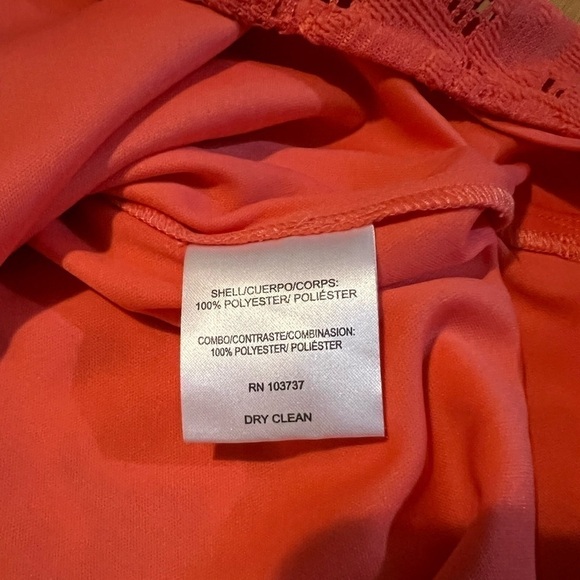 SHELL/CUERPO/CORPS:
100% POLYESTER/ POLIÉSTER
COMBO/CONTRASTE/COMBINASION:
100% POLYESTER/ POLIÉSTER
RN 103737
DRY CLEAN